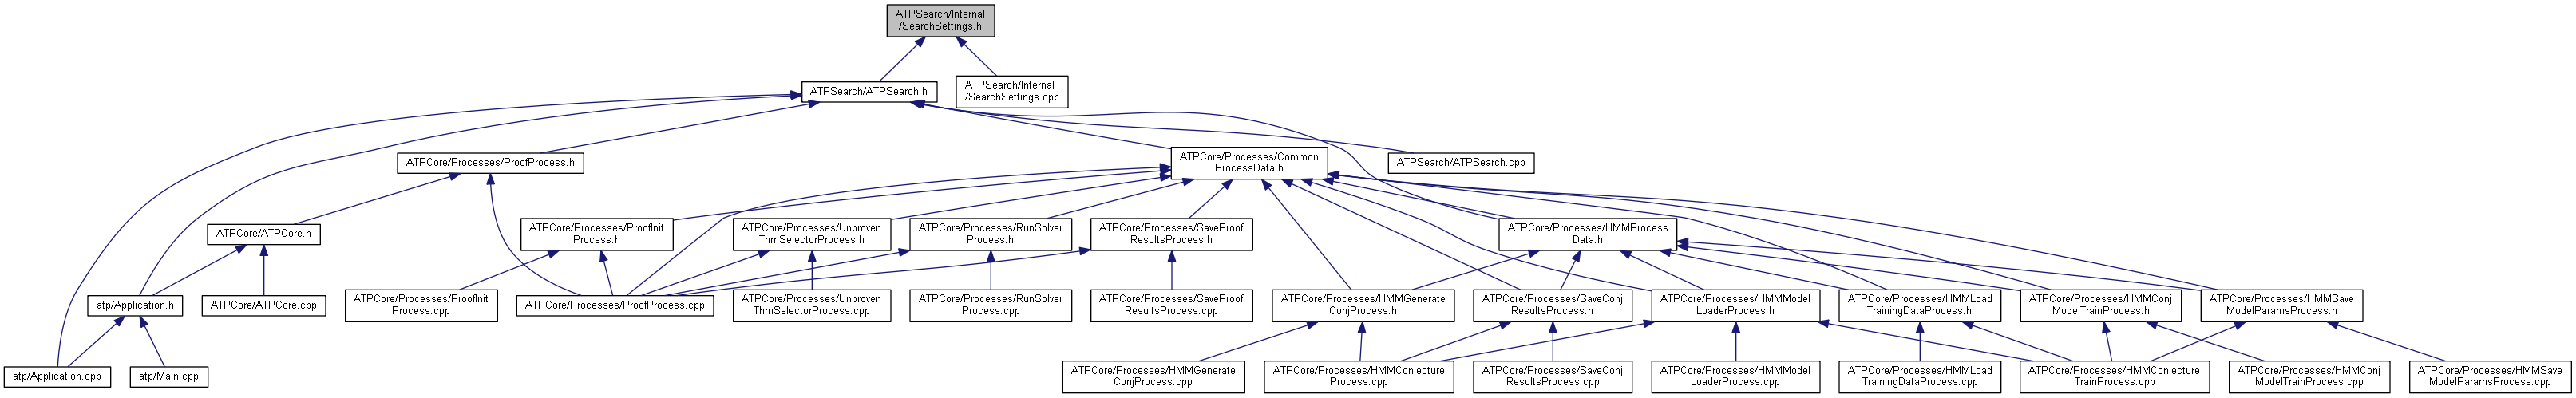 ATPSearch/Internal
/SearchSettings.h
ATPSearch/ATPSearch.h
ATPSearch/Internal
/SearchSettings.cpp
ATPCore/Processes/ProofProcess.h
ATPCore/Processes/Common
ProcessData.h
ATPSearch/ATPSearch.cpp
ATPCore/ATPCore.h
ATPCore/Processes/ProofInit
Process.h
ATPCore/Processes/Unproven
ThmSelectorProcess.h
ATPCore/Processes/RunSolver
Process.h
ATPCore/Processes/SaveProof
ResultsProcess.h
ATPCore/Processes/HMMProcess
Data.h
atp/Application.h
ATPCore/ATPCore.cpp
ATPCore/Processes/ProofInit
Process.cpp
ATPCore/Processes/ProofProcess.cpp
ATPCore/Processes/Unproven
ThmSelectorProcess.cpp
ATPCore/Processes/RunSolver
Process.cpp
ATPCore/Processes/SaveProof
ResultsProcess.cpp
ATPCore/Processes/HMMGenerate
ConjProcess.h
ATPCore/Processes/SaveConj
ResultsProcess.h
ATPCore/Processes/HMMModel
LoaderProcess.h
ATPCore/Processes/HMMLoad
TrainingDataProcess.h
ATPCore/Processes/HMMConj
ModelTrainProcess.h
ATPCore/Processes/HMMSave
ModelParamsProcess.h
atp/Application.cpp
atp/Main.cpp
ATPCore/Processes/HMMGenerate
ConjProcess.cpp
ATPCore/Processes/HMMConjecture
Process.cpp
ATPCore/Processes/SaveConj
ResultsProcess.cpp
ATPCore/Processes/HMMModel
LoaderProcess.cpp
ATPCore/Processes/HMMLoad
TrainingDataProcess.cpp
ATPCore/Processes/HMMConjecture
TrainProcess.cpp
ATPCore/Processes/HMMConj
ModelTrainProcess.cpp
ATPCore/Processes/HMMSave
ModelParamsProcess.cpp